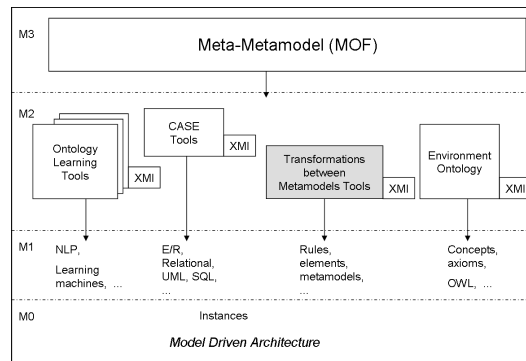 M3
Meta-Metamodel (MOF)
M2
Ontology
Learning
Tools
XMI
CASE
Tools
XMI
Transformations
between
Metamodels Tools
XMI
Environment
Ontology
XMI
M1
NLP,
Learning
machines, ...
E/R,
Relational,
UML, SQL,
...
Rules,
elements,
metamodels,
...
Concepts,
axioms,
OWL, ...
M0
Instances
Model Driven Architecture